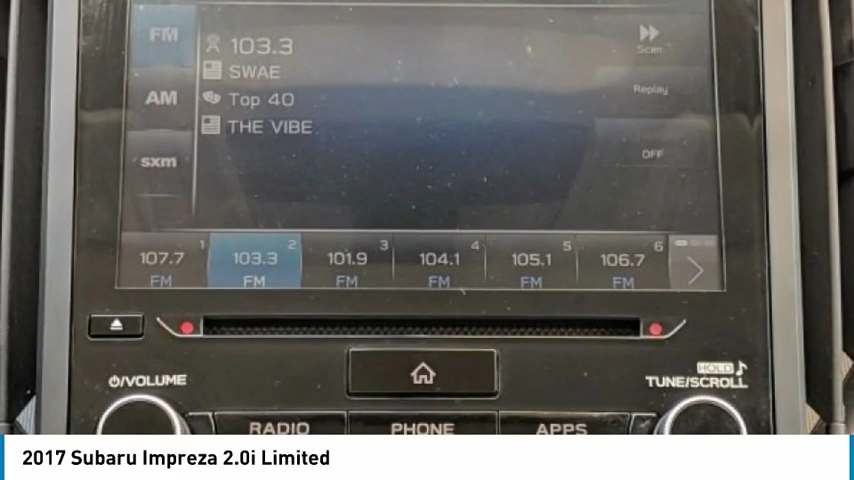 FM
103.3
Scan
SWAE
Replay
AM
Top 40
THE VIBE
OFF
sxm
1 2 3 4 5 6
107.7 103.3 101.9 104.1 105.1 106.7
FM FM FM FM FM FM
HOLD
⏻/VOLUME
TUNE/SCROLL
RADIO PHONE APPS
2017 Subaru Impreza 2.0i Limited